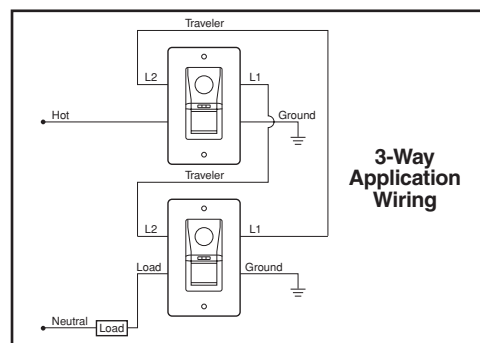 Traveler
L2
L1
Hot
Ground
3-Way
Application
Wiring
Traveler
L2
L1
Load
Ground
Neutral
Load